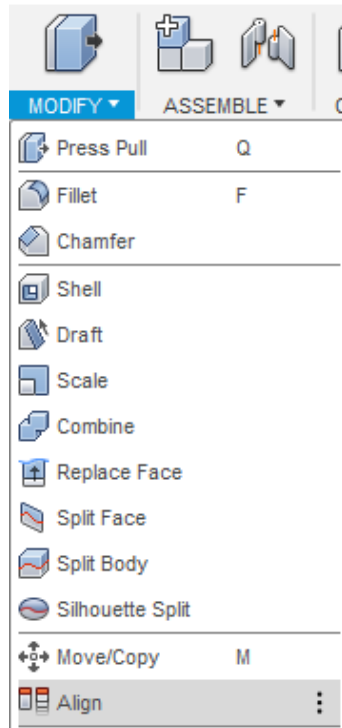 MODIFY ▾ ASSEMBLE ▾
Press Pull Q
Fillet F
Chamfer
Shell
Draft
Scale
Combine
Replace Face
Split Face
Split Body
Silhouette Split
Move/Copy M
Align